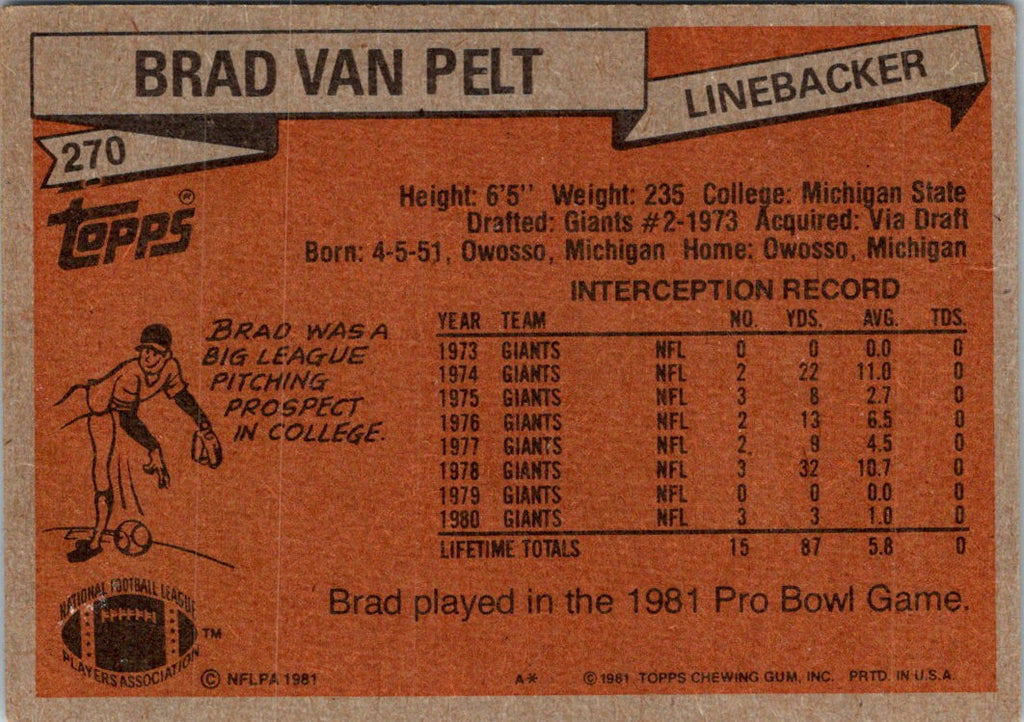 BRAD VAN PELT
LINEBACKER
270
TOPPS®
Height: 6'5" Weight: 235 College: Michigan State
Drafted: Giants #2-1973 Acquired: Via Draft
Born: 4-5-51, Owosso, Michigan Home: Owosso, Michigan
INTERCEPTION RECORD
YEAR TEAM NO. YDS. AVG. TDS.
1973 GIANTS NFL 0 0 0.0 0
1974 GIANTS NFL 2 22 11.0 0
1975 GIANTS NFL 3 8 2.7 0
1976 GIANTS NFL 2 13 6.5 0
1977 GIANTS NFL 2 9 4.5 0
1978 GIANTS NFL 3 32 10.7 0
1979 GIANTS NFL 0 0 0.0 0
1980 GIANTS NFL 3 3 1.0 0
LIFETIME TOTALS 15 87 5.8 0
BRAD WAS A
BIG LEAGUE
PITCHING
PROSPECT
IN COLLEGE.
Brad played in the 1981 Pro Bowl Game.
NATIONAL FOOTBALL LEAGUE
PLAYERS ASSOCIATION
TM
© NFLPA 1981
A*
© 1981 TOPPS CHEWING GUM, INC. PRTD. IN U.S.A.